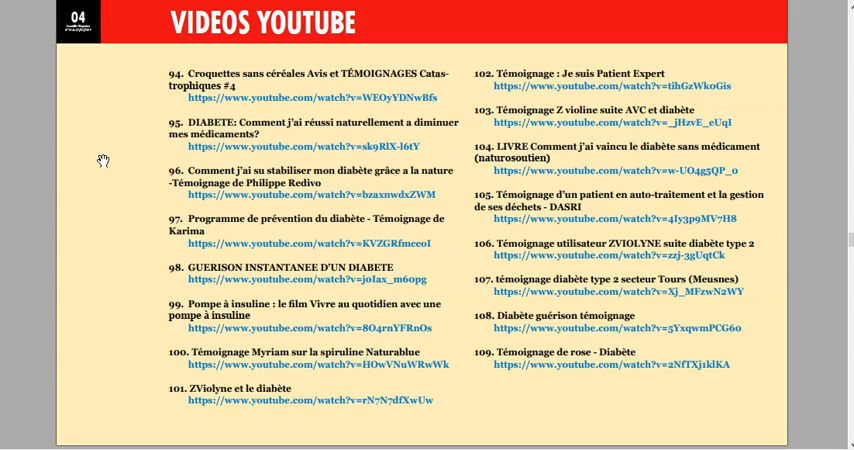 04
VIDEOS YOUTUBE
94. Croquettes sans céréales Avis et TÉMOIGNAGES Catas-
trophiques #4
https://www.youtube.com/watch?v=WEOyYDNwBfs
95. DIABETE: Comment j'ai réussi naturellement a diminuer
mes médicaments?
https://www.youtube.com/watch?v=sk9RlX-l6tY
96. Comment j'ai su stabiliser mon diabète grâce a la nature
-Témoignage de Philippe Redivo
https://www.youtube.com/watch?v=bzaxnwdxZWM
97. Programme de prévention du diabète - Témoignage de
Karima
https://www.youtube.com/watch?v=KVZGRfmceoI
98. GUERISON INSTANTANEE D'UN DIABETE
https://www.youtube.com/watch?v=joIax_m60pg
99. Pompe à insuline : le film Vivre au quotidien avec une
pompe à insuline
https://www.youtube.com/watch?v=8O4rnYFRnOs
100. Témoignage Myriam sur la spiruline Naturablue
https://www.youtube.com/watch?v=HOwVNuWRwWk
101. ZViolyne et le diabète
https://www.youtube.com/watch?v=rN7N7dfXwUw
102. Témoignage : Je suis Patient Expert
https://www.youtube.com/watch?v=tihGzWk0Gis
103. Témoignage Z violine suite AVC et diabète
https://www.youtube.com/watch?v=_jHzvE_eUqI
104. LIVRE Comment j'ai vaincu le diabète sans médicament
(naturosoutien)
https://www.youtube.com/watch?v=w-UO4g5QP_0
105. Témoignage d'un patient en auto-traitement et la gestion
de ses déchets - DASRI
https://www.youtube.com/watch?v=4Iy3p9MV7H8
106. Témoignage utilisateur ZVIOLYNE suite diabète type 2
https://www.youtube.com/watch?v=zzj-3gUqtCk
107. témoignage diabète type 2 secteur Tours (Meusnes)
https://www.youtube.com/watch?v=Xj_MFzwN2WY
108. Diabète guérison témoignage
https://www.youtube.com/watch?v=5YxqwmPCG60
109. Témoignage de rose - Diabète
https://www.youtube.com/watch?v=2NfTXj1klKA